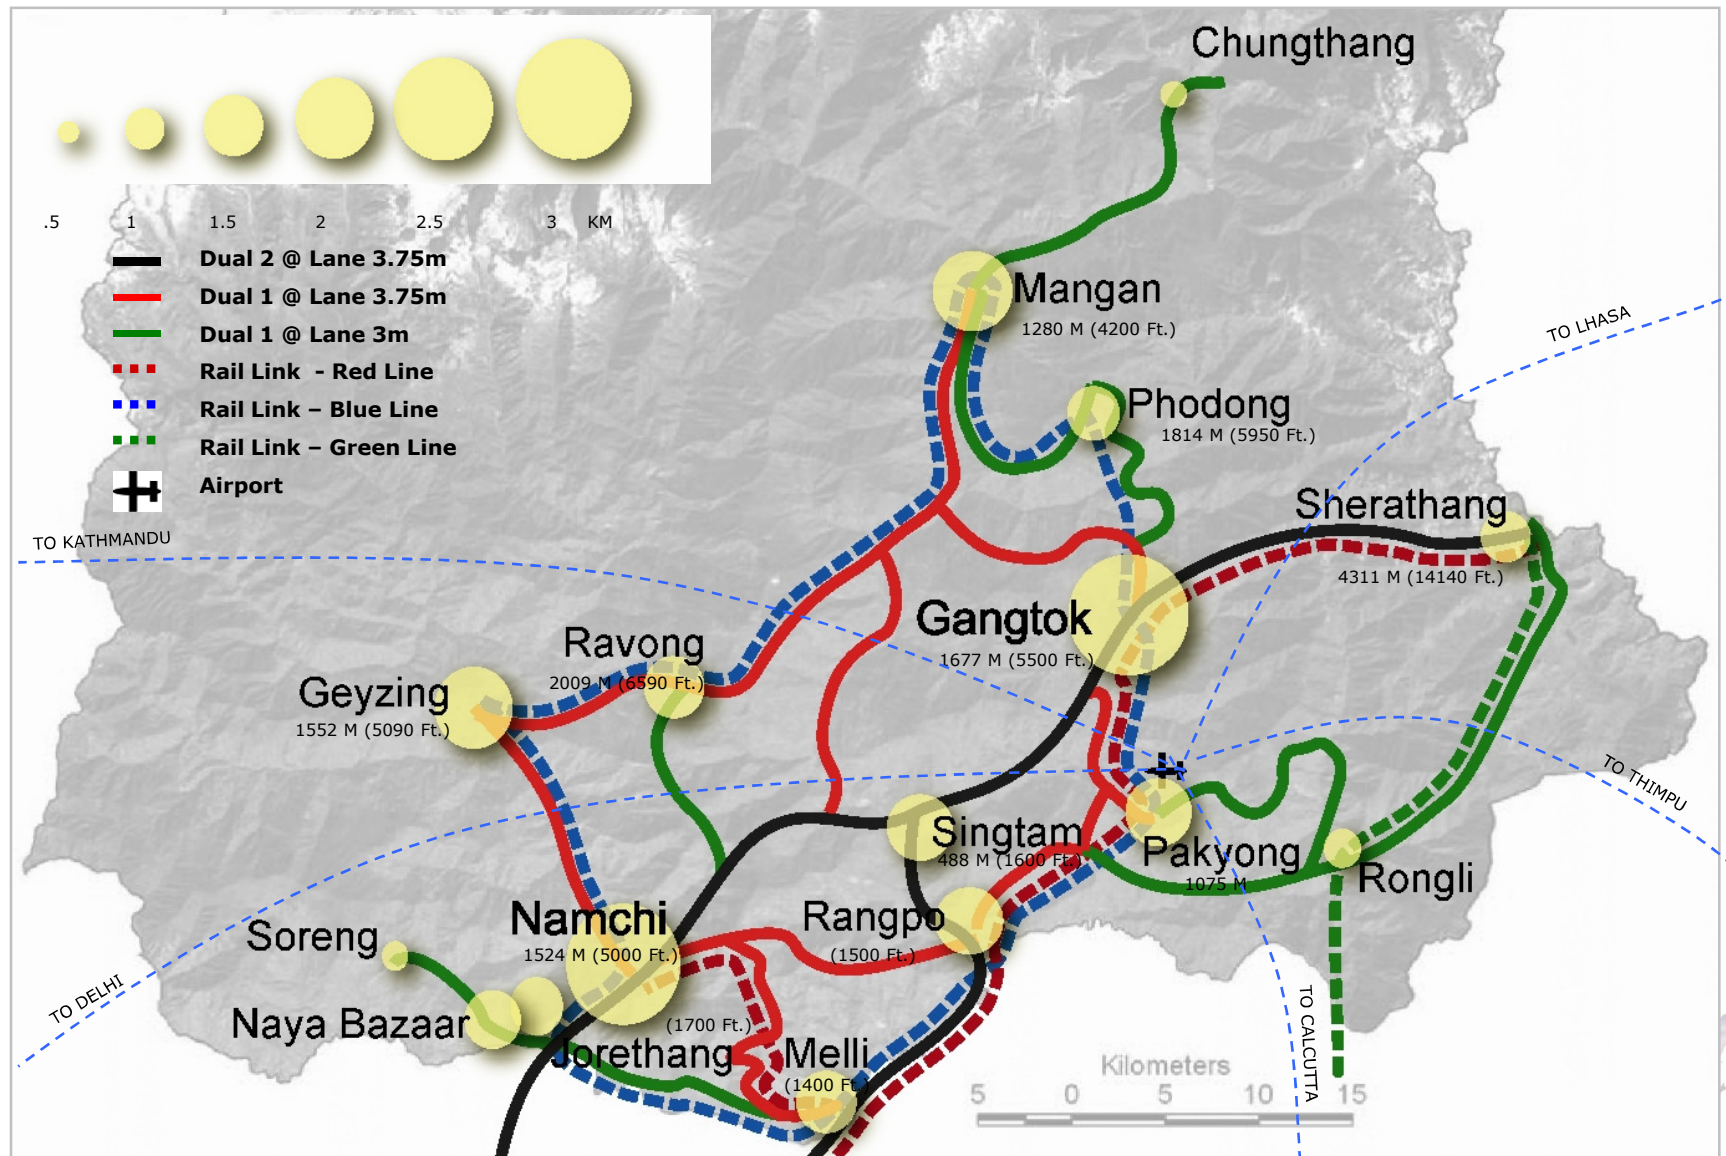 Chungthang
.5 1 1.5 2 2.5 3 KM
Dual 2 @ Lane 3.75m
Dual 1 @ Lane 3.75m
Dual 1 @ Lane 3m
Rail Link - Red Line
Rail Link – Blue Line
Rail Link – Green Line
Airport
Mangan
1280 M (4200 Ft.)
TO LHASA
Phodong
1814 M (5950 Ft.)
Sherathang
4311 M (14140 Ft.)
TO KATHMANDU
Gangtok
1677 M (5500 Ft.)
Ravong
2009 M (6590 Ft.)
Geyzing
1552 M (5090 Ft.)
TO THIMPU
Singtam
488 M (1600 Ft.)
Pakyong
1075 M
Rongli
Namchi
1524 M (5000 Ft.)
Rangpo
(1500 Ft.)
Soreng
TO DELHI
Naya Bazaar
(1700 Ft.)
Jorethang
Melli
(1400 Ft.)
TO CALCUTTA
Kilometers
5 0 5 10 15